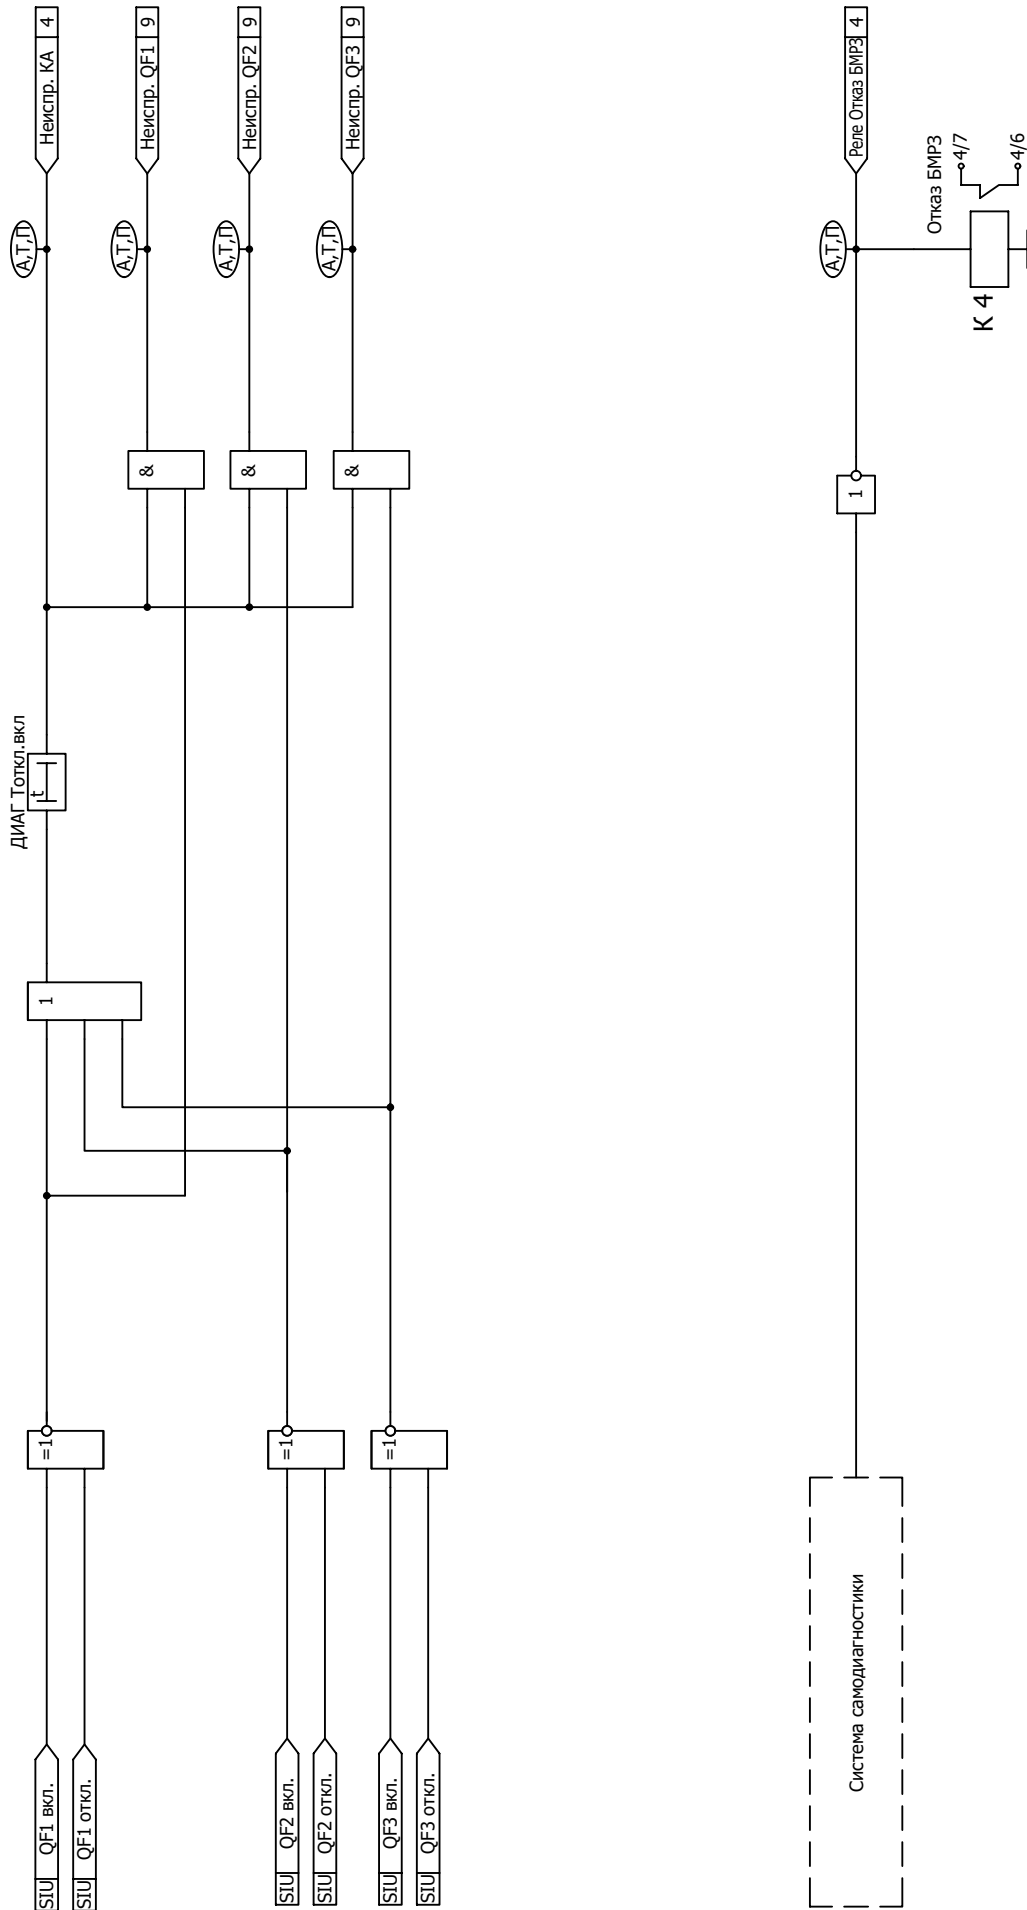 Неиспр. КА 4
Неиспр. QF1 9
Неиспр. QF2 9
Неиспр. QF3 9
Реле Отказ БМРЗ 4
А,Т,П
А,Т,П
А,Т,П
А,Т,П
А,Т,П
Отказ БМРЗ
4/7
4/6
К 4
&
&
&
1
ДИАГ Тоткл.вкл
t
1
=1
=1
=1
SIU QF1 вкл.
SIU QF1 откл.
SIU QF2 вкл.
SIU QF2 откл.
SIU QF3 вкл.
SIU QF3 откл.
Система самодиагностики